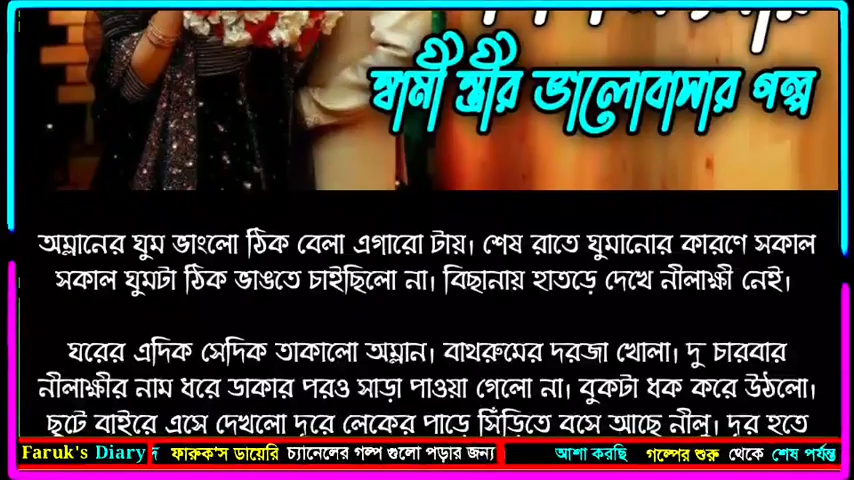 স্বামী স্ত্রীর ভালোবাসার গল্প
অম্লানের ঘুম ভাংলো ঠিক বেলা এগারো টায়। শেষ রাতে ঘুমানোর কারণে সকাল
সকাল ঘুমটা ঠিক ভাঙতে চাইছিলো না। বিছানায় হাতড়ে দেখে নীলাক্ষী নেই।
ঘরের এদিক সেদিক তাকালো অম্লান। বাথরুমের দরজা খোলা। দু চারবার
নীলাক্ষীর নাম ধরে ডাকার পরও সাড়া পাওয়া গেলো না। বুকটা ধক করে উঠলো।
ছুটে বাইরে এসে দেখলো দূরে লেকের পাড়ে সিঁড়িতে বসে আছে নীলু। দূর হতে
Faruk's Diary ফারুক'স ডায়েরি চ্যানেলের গল্প গুলো পড়ার জন্য আশা করছি গল্পের শুরু থেকে শেষ পর্যন্ত